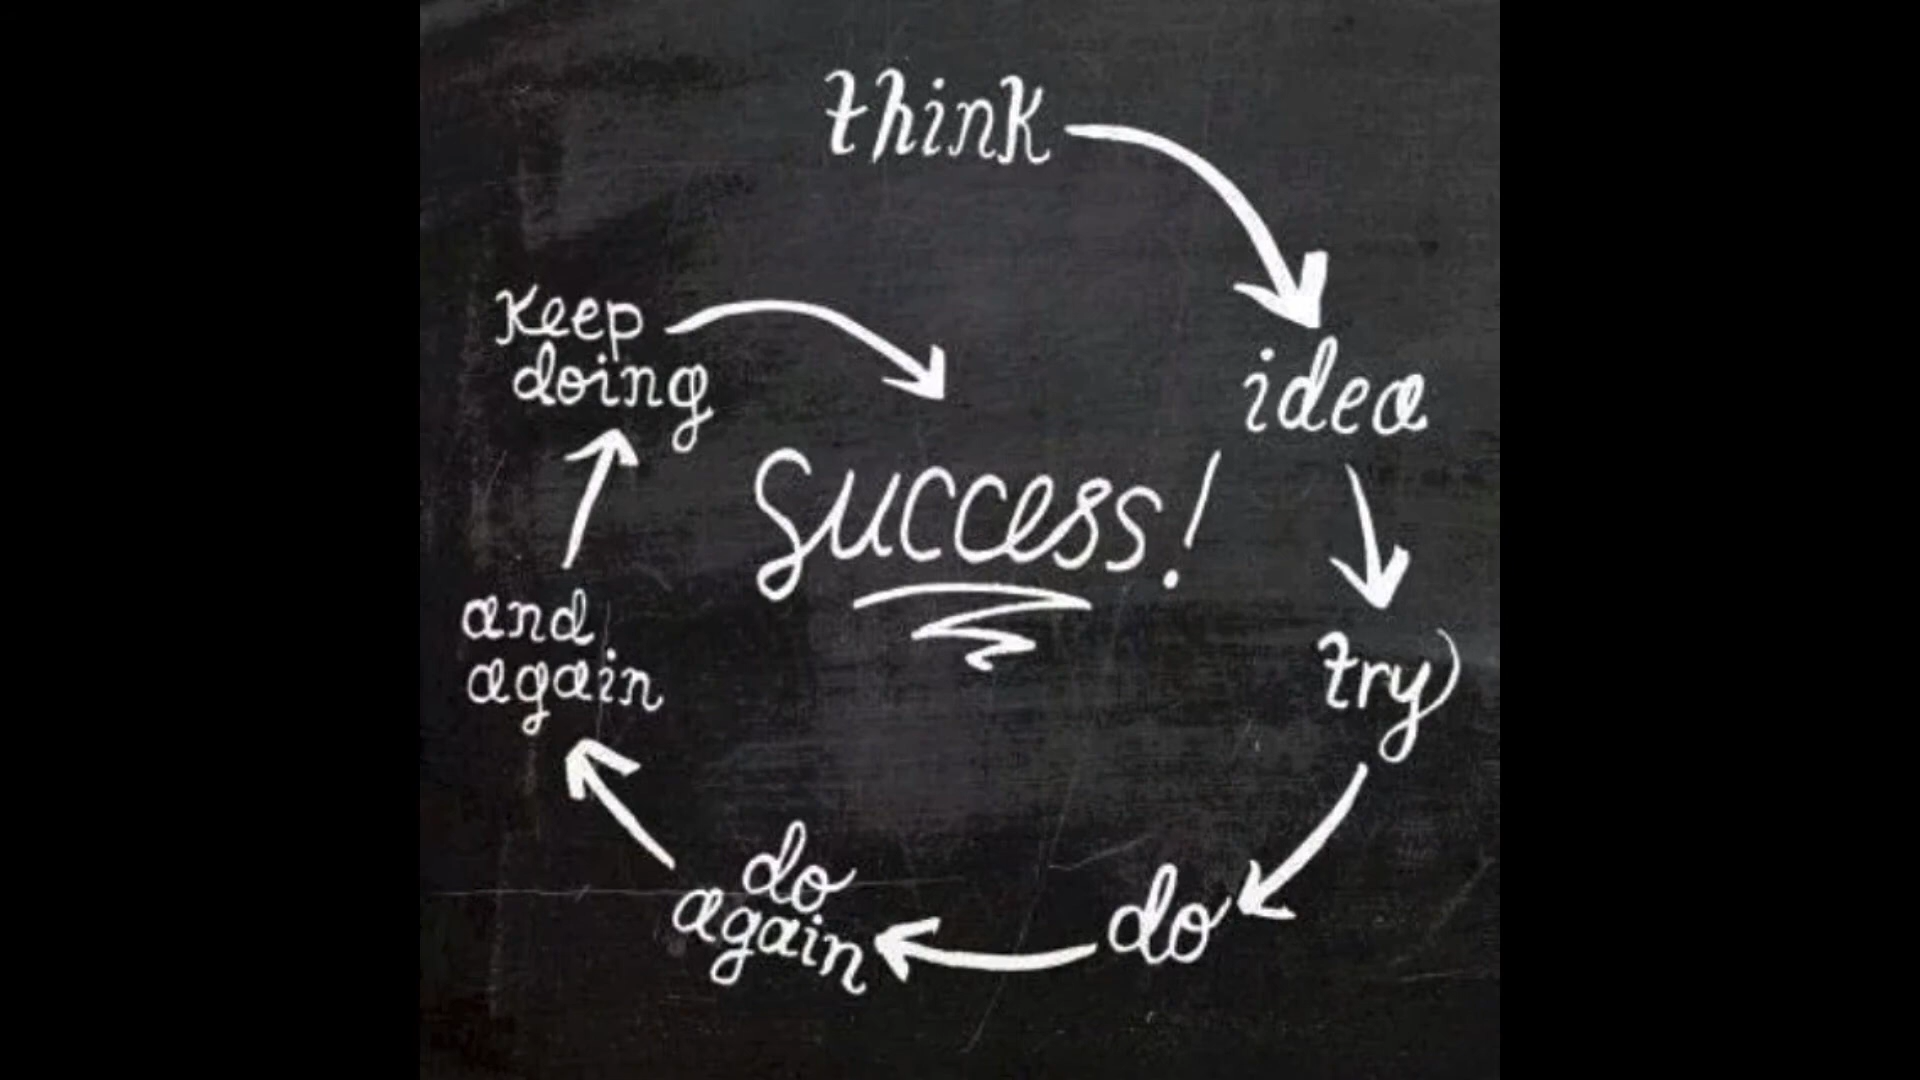 think
idea
try
do
do
again
and
again
keep
doing
success!